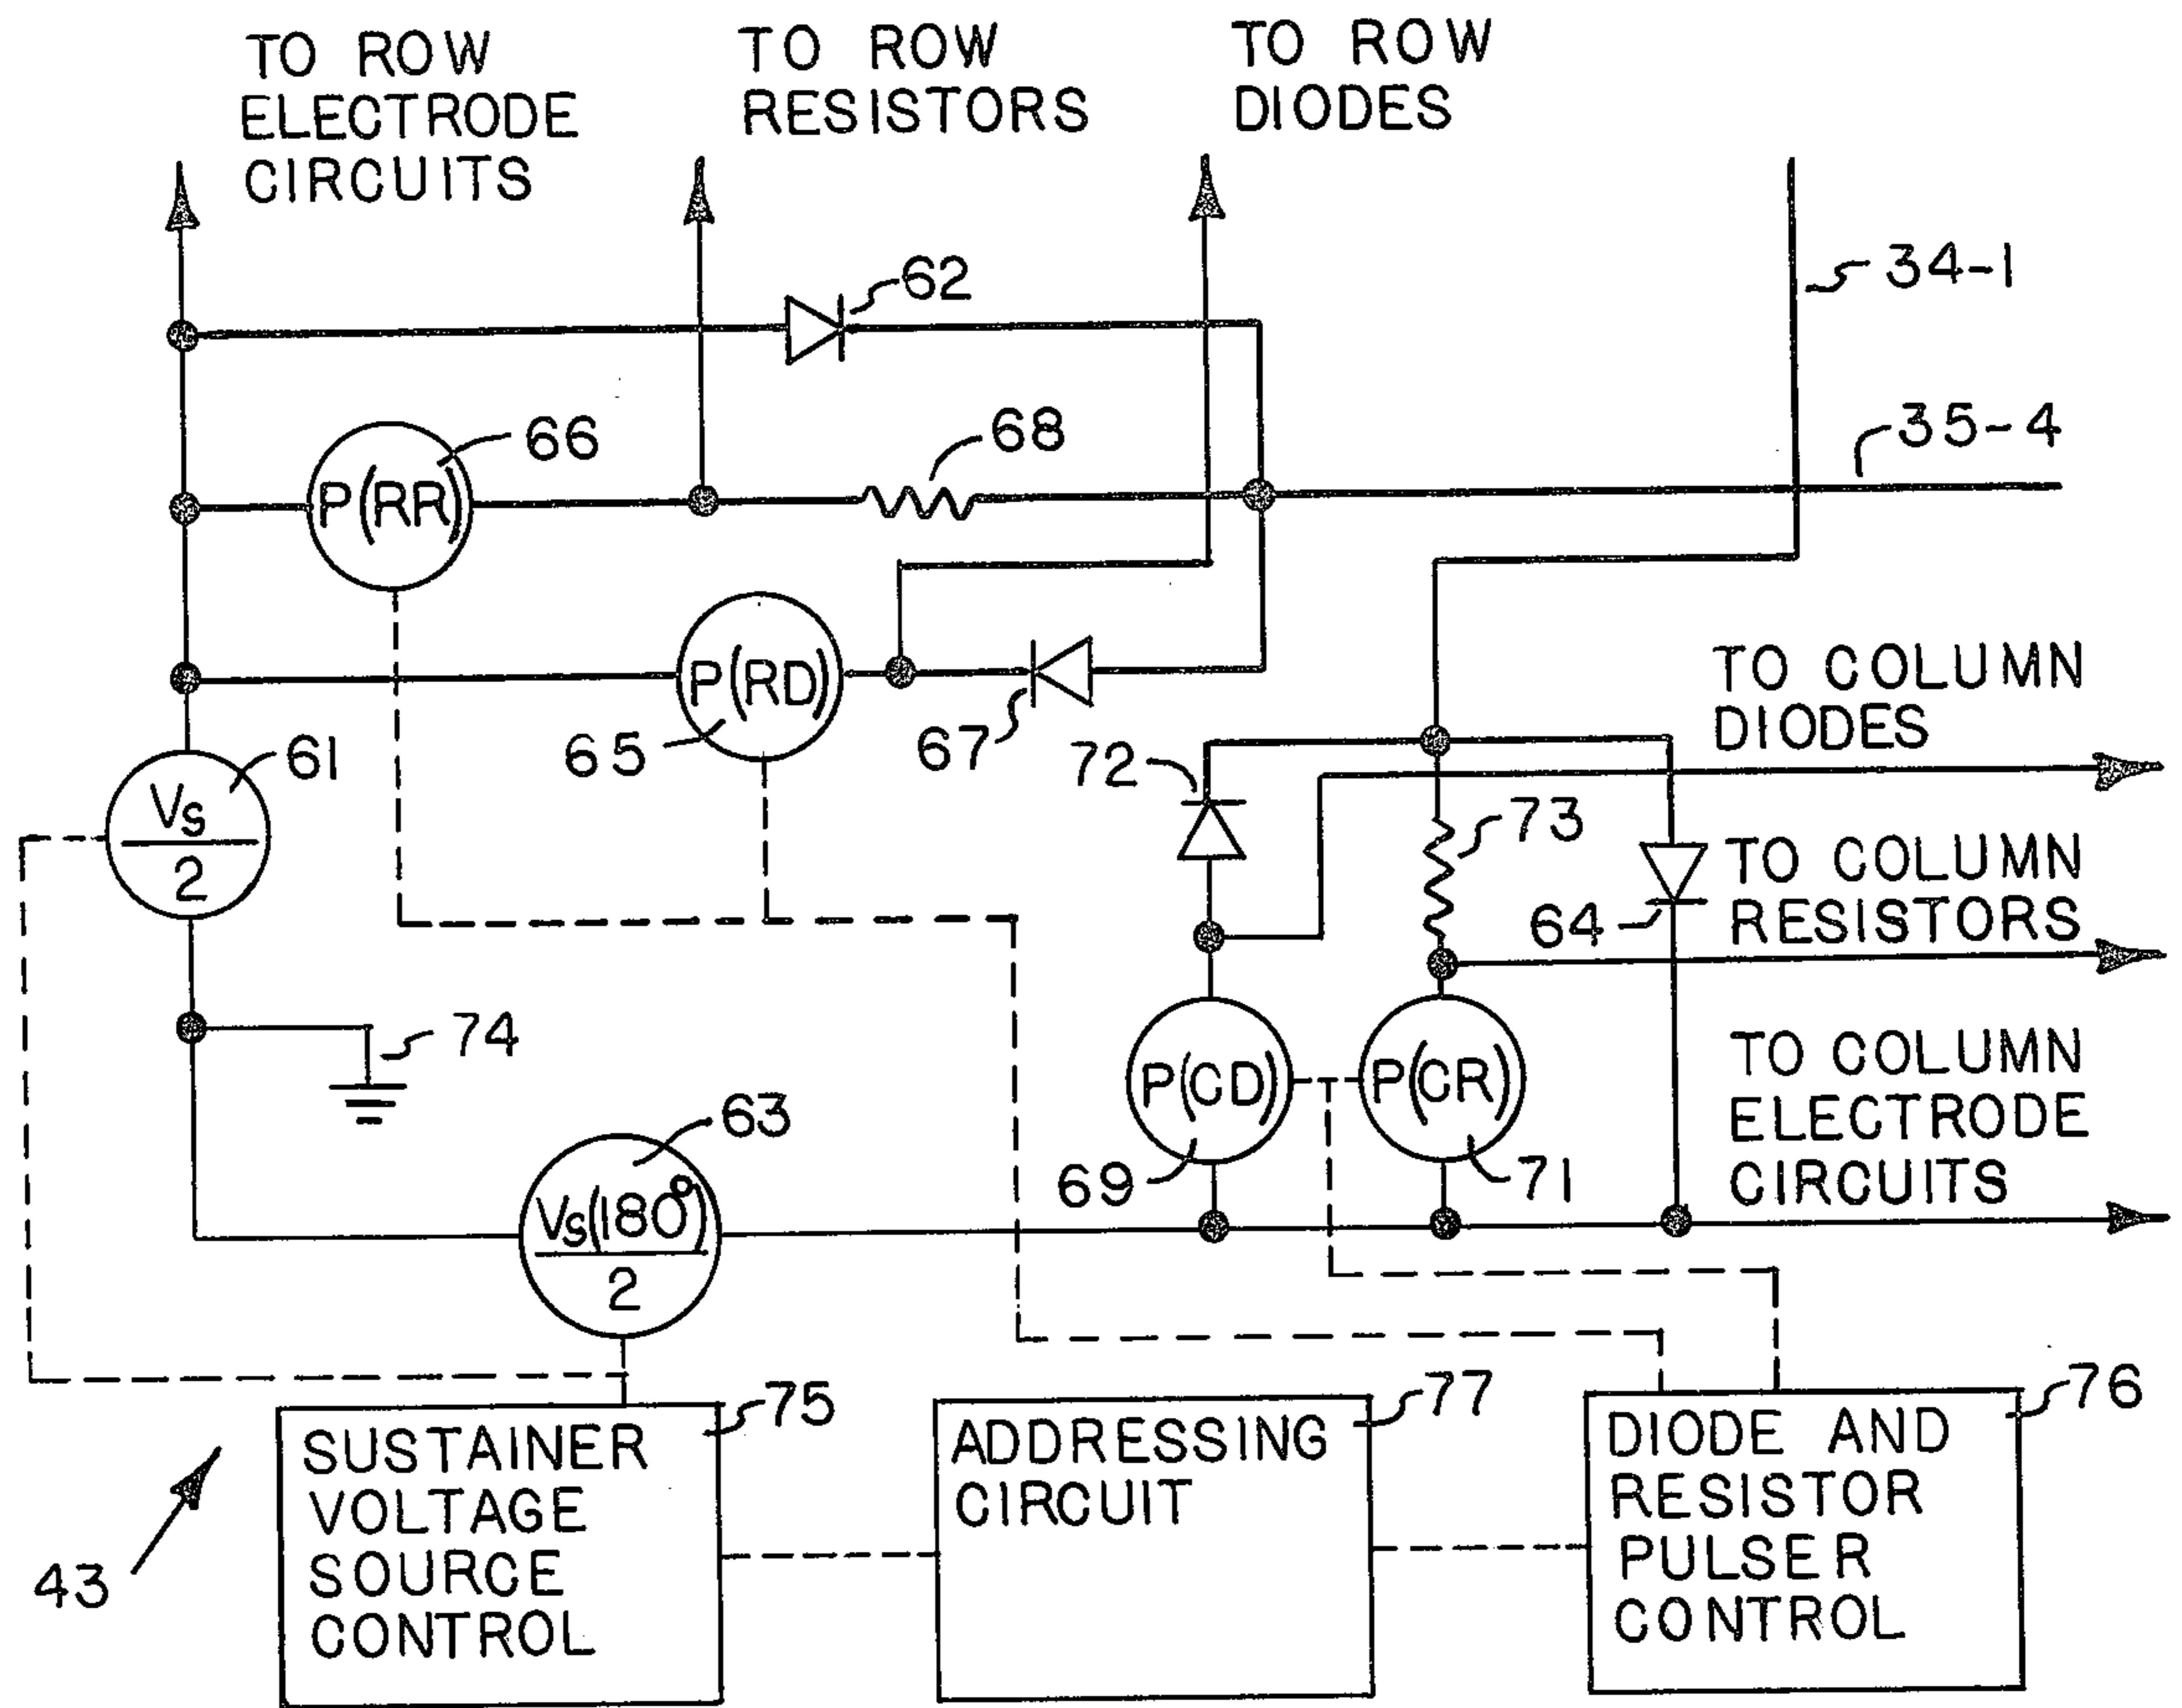 TO ROW
ELECTRODE
CIRCUITS
TO ROW
RESISTORS
TO ROW
DIODES
34-1
62
35-4
66
68
P(RR)
P(RD)
65
67
61
Vs
2
72
73
64
TO COLUMN
DIODES
TO COLUMN
RESISTORS
TO COLUMN
ELECTRODE
CIRCUITS
74
P(CD)
P(CR)
69
71
63
Vs(180°)
2
75
77
76
43
SUSTAINER
VOLTAGE
SOURCE
CONTROL
ADDRESSING
CIRCUIT
DIODE AND
RESISTOR
PULSER
CONTROL